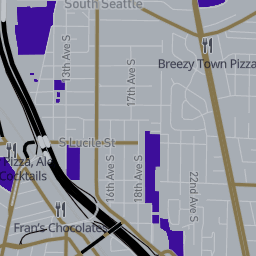 South Seattle
13th Ave S
17th Ave S
Breezy Town Pizza
S Lucile St
Pizza, Ale
Cocktails
16th Ave S
18th Ave S
22nd Ave S
Fran's Chocolates